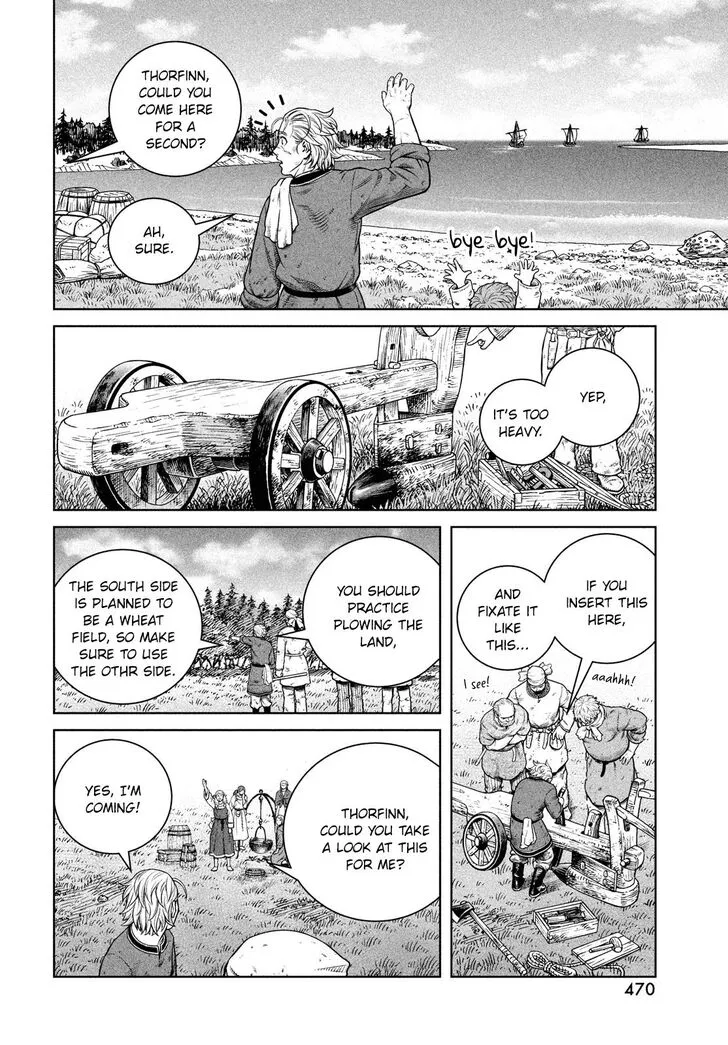 THORFINN,
COULD YOU
COME HERE
FOR A
SECOND?
AH,
SURE.
bye bye!
YEP,
IT'S TOO
HEAVY.
IF YOU
INSERT THIS
HERE,
AND
FIXATE IT
LIKE
THIS...
aaahhh!
I see!
YOU SHOULD
PRACTICE
PLOWING THE
LAND,
THE SOUTH SIDE
IS PLANNED TO
BE A WHEAT
FIELD, SO MAKE
SURE TO USE
THE OTHR SIDE.
THORFINN,
COULD YOU TAKE
A LOOK AT THIS
FOR ME?
YES, I'M
COMING!
470